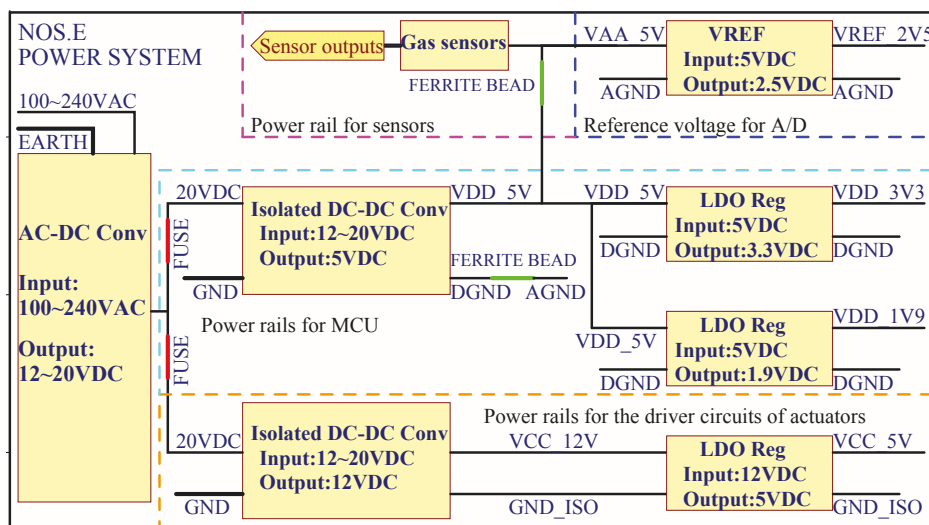 NOS.E
POWER SYSTEM
100~240VAC
EARTH
AC-DC Conv
Input:
100~240VAC
Output:
12~20VDC
Sensor outputs
Gas sensors
FERRITE BEAD
Power rail for sensors
VAA_5V
VREF
Input:5VDC
Output:2.5VDC
VREF_2V5
AGND
AGND
Reference voltage for A/D
20VDC
FUSE
Isolated DC-DC Conv
Input:12~20VDC
Output:5VDC
VDD_5V
GND
FERRITE BEAD
DGND
AGND
Power rails for MCU
VDD_5V
LDO Reg
Input:5VDC
Output:3.3VDC
VDD_3V3
DGND
DGND
VDD_5V
LDO Reg
Input:5VDC
Output:1.9VDC
VDD_1V9
DGND
DGND
FUSE
Power rails for the driver circuits of actuators
20VDC
Isolated DC-DC Conv
Input:12~20VDC
Output:12VDC
GND
VCC_12V
GND_ISO
LDO Reg
Input:12VDC
Output:5VDC
VCC_5V
GND_ISO